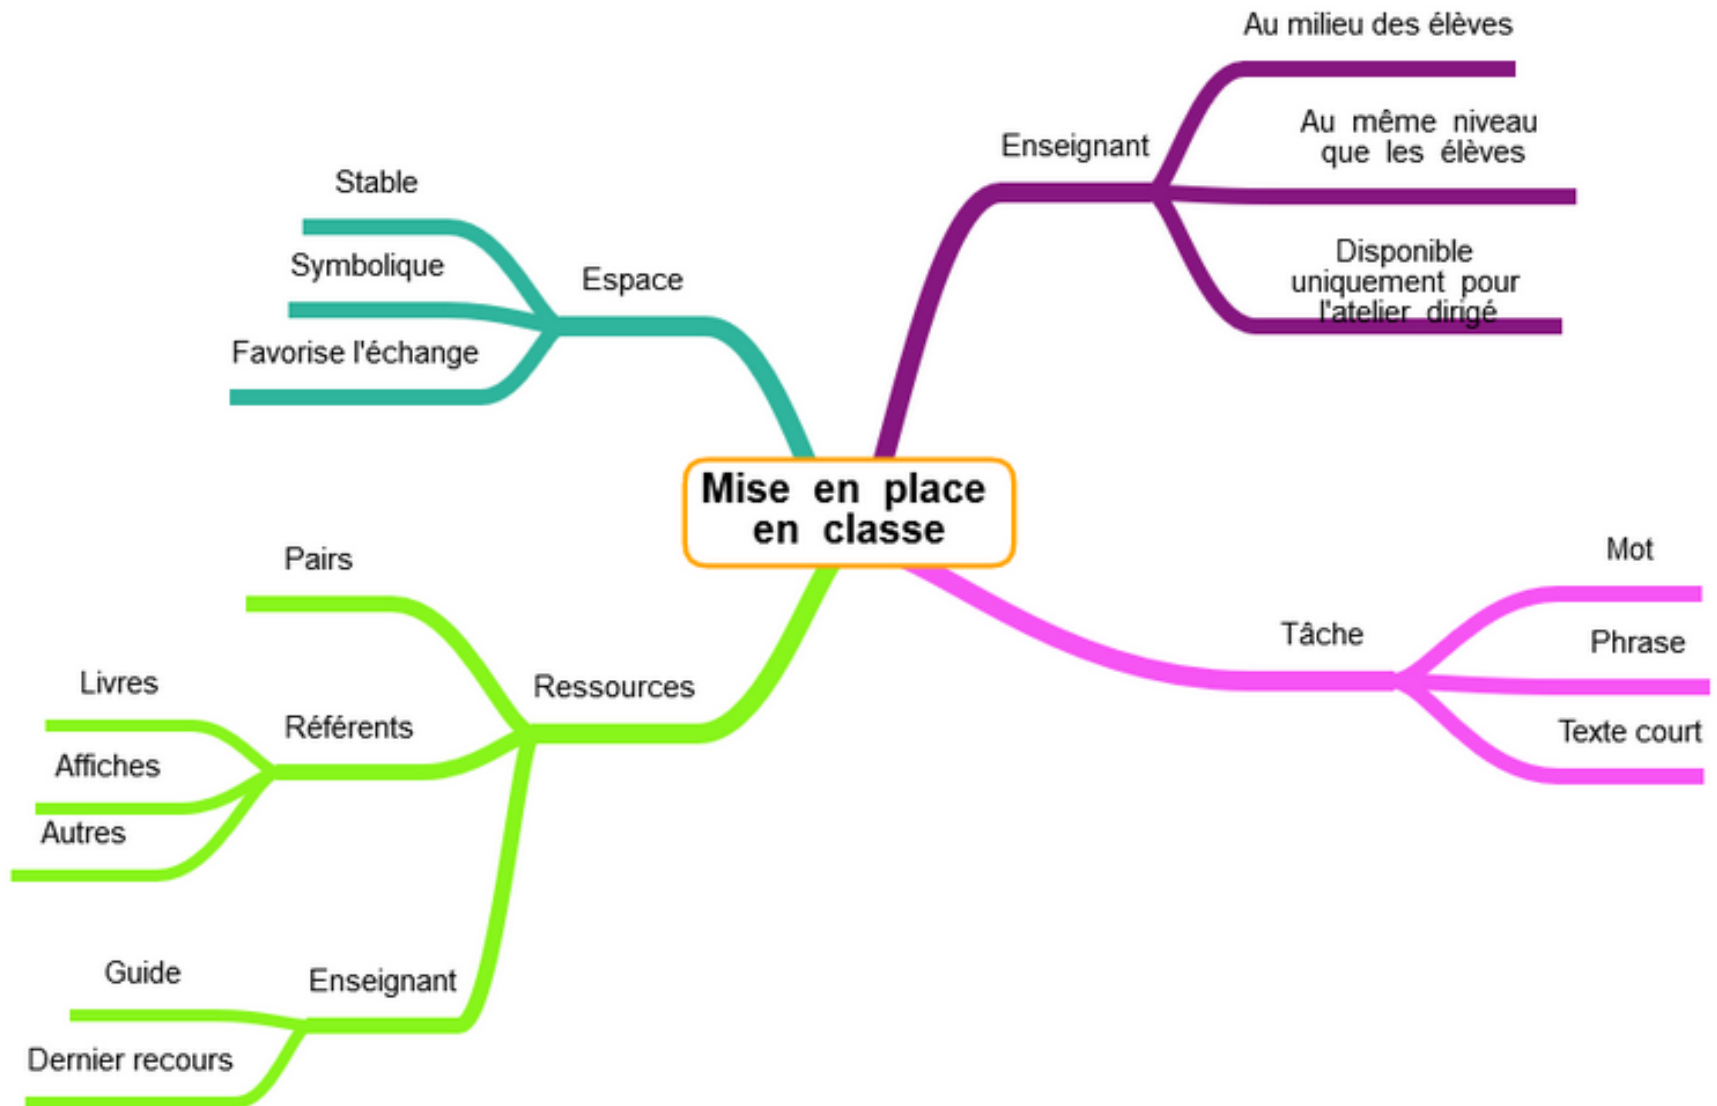 Mise en place
en classe
Enseignant
Au milieu des élèves
Au même niveau
que les élèves
Disponible
uniquement pour
l'atelier dirigé
Tâche
Mot
Phrase
Texte court
Espace
Stable
Symbolique
Favorise l'échange
Ressources
Pairs
Référents
Livres
Affiches
Autres
Enseignant
Guide
Dernier recours